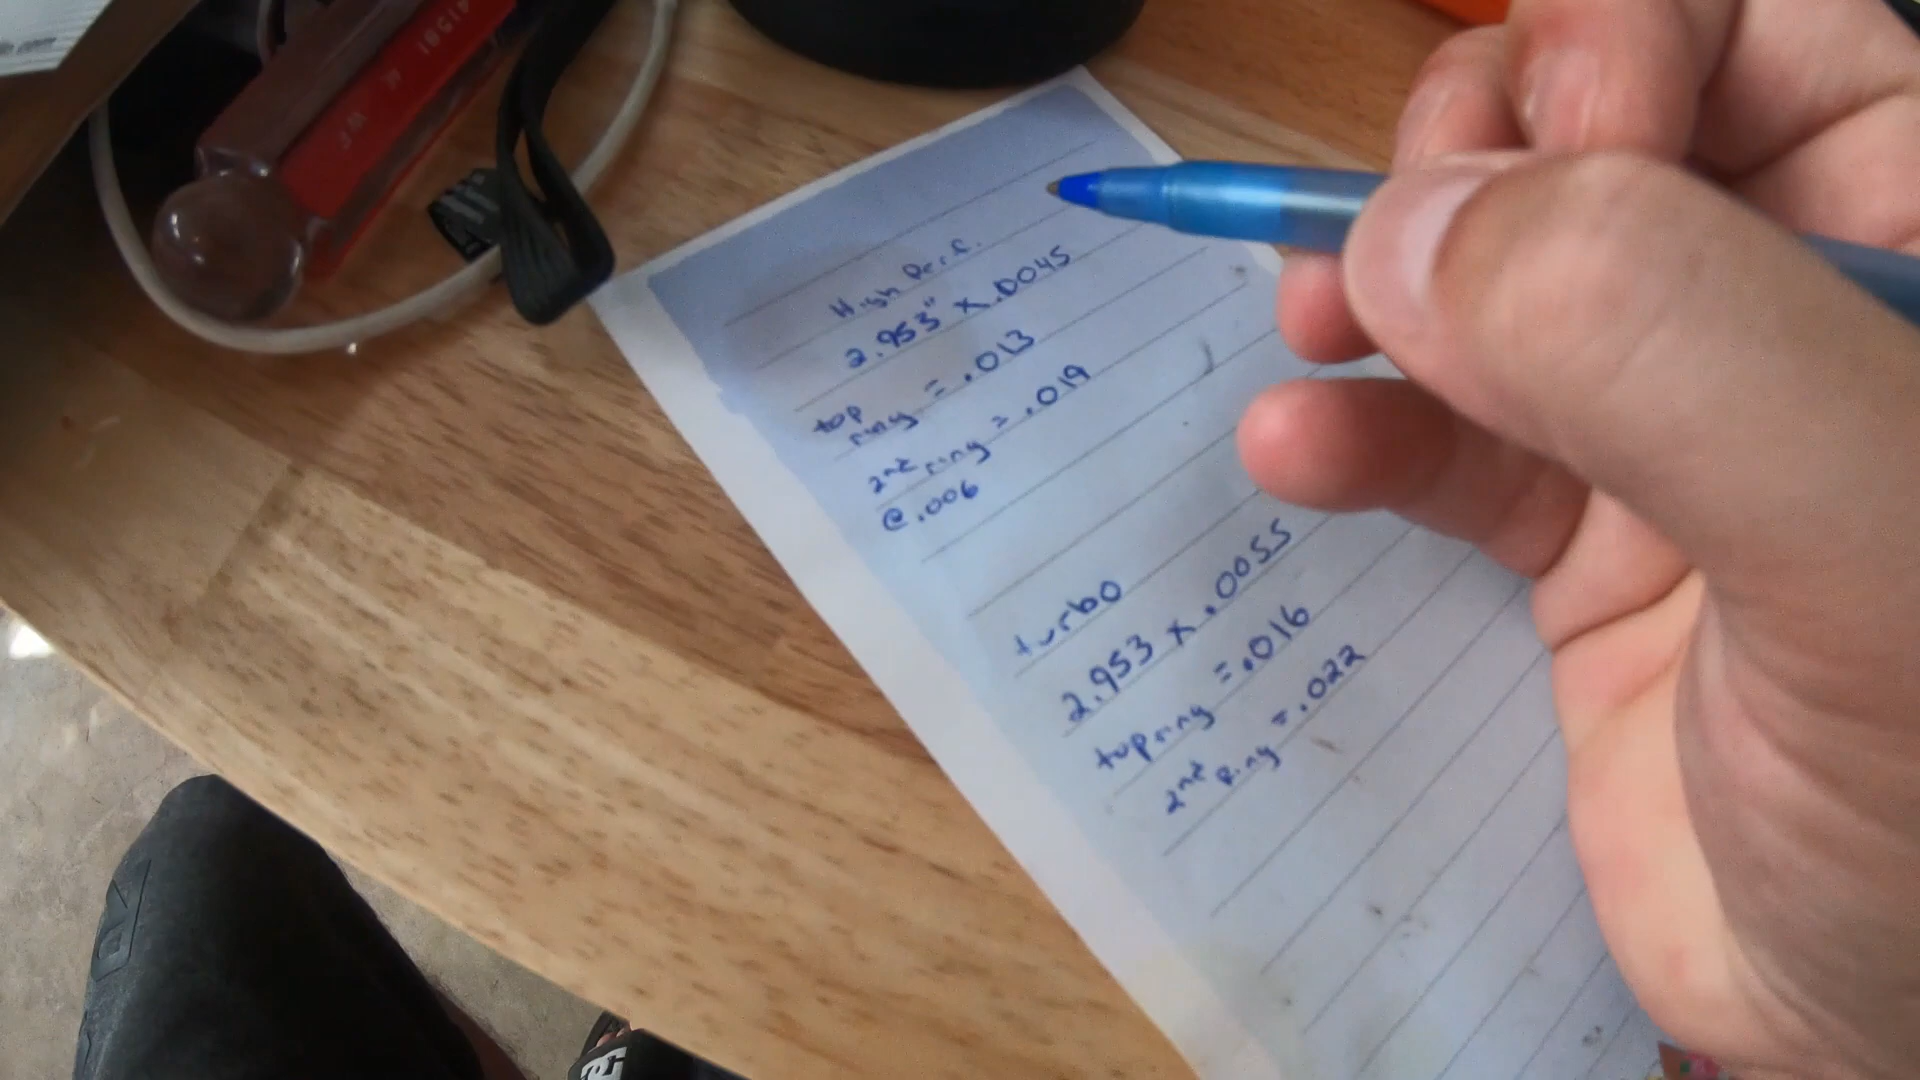 41581
High Perf.
2.953" x .0045
top
ring = .013
2nd ring = .019
@ .006
turbo
2.953 x .0055
top ring = .016
2nd Ring = .022